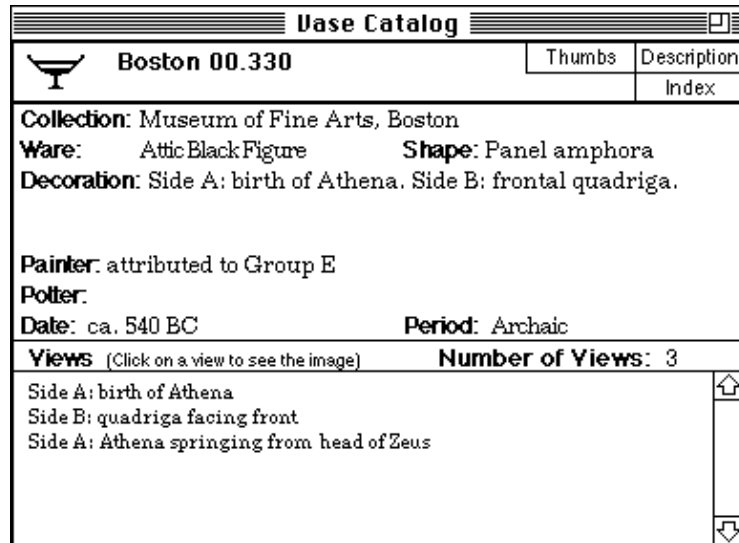 Vase Catalog
Boston 00.330
Thumbs Description
Index
Collection: Museum of Fine Arts, Boston
Ware: Attic Black Figure Shape: Panel amphora
Decoration: Side A: birth of Athena. Side B: frontal quadriga.
Painter: attributed to Group E
Potter:
Date: ca. 540 BC Period: Archaic
Views (Click on a view to see the image) Number of Views: 3
Side A: birth of Athena
Side B: quadriga facing front
Side A: Athena springing from head of Zeus